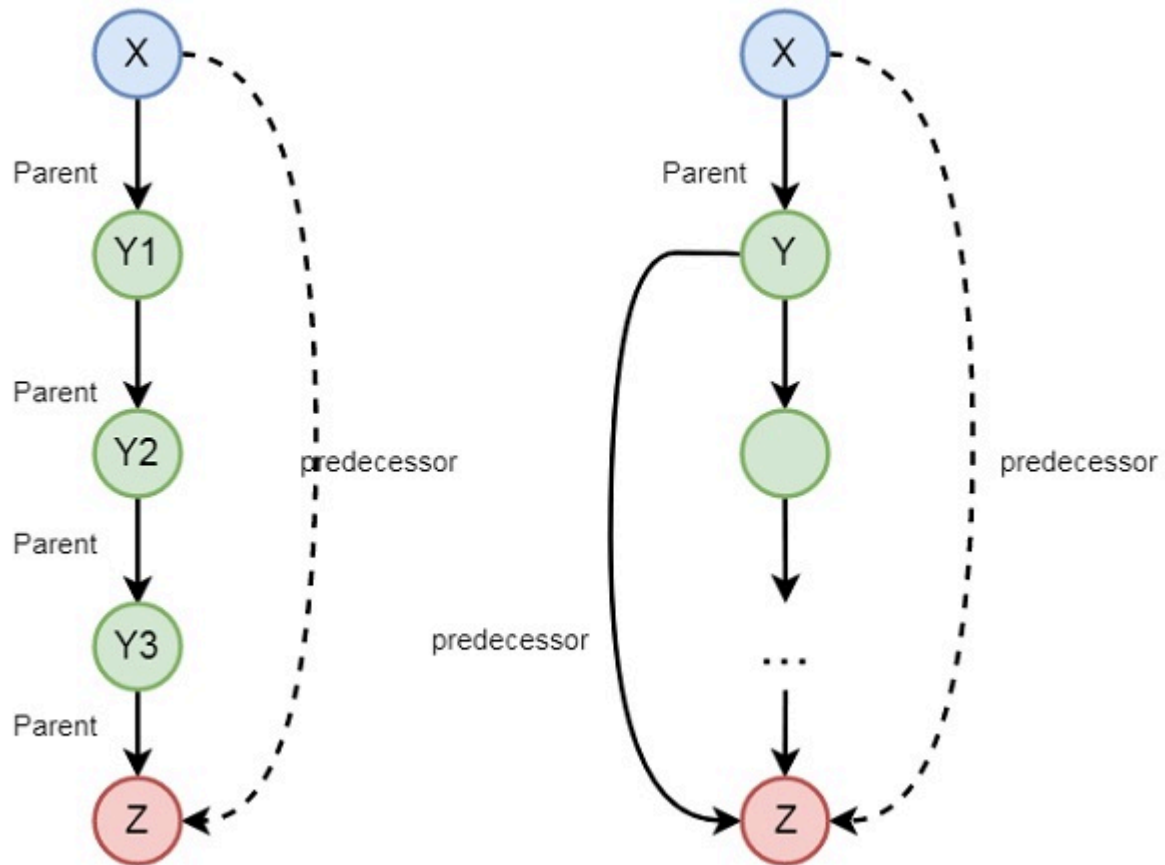 X
Parent
Y1
Parent
Y2
predecessor
Parent
Y3
Parent
Z
X
Parent
Y
predecessor
predecessor
...
Z